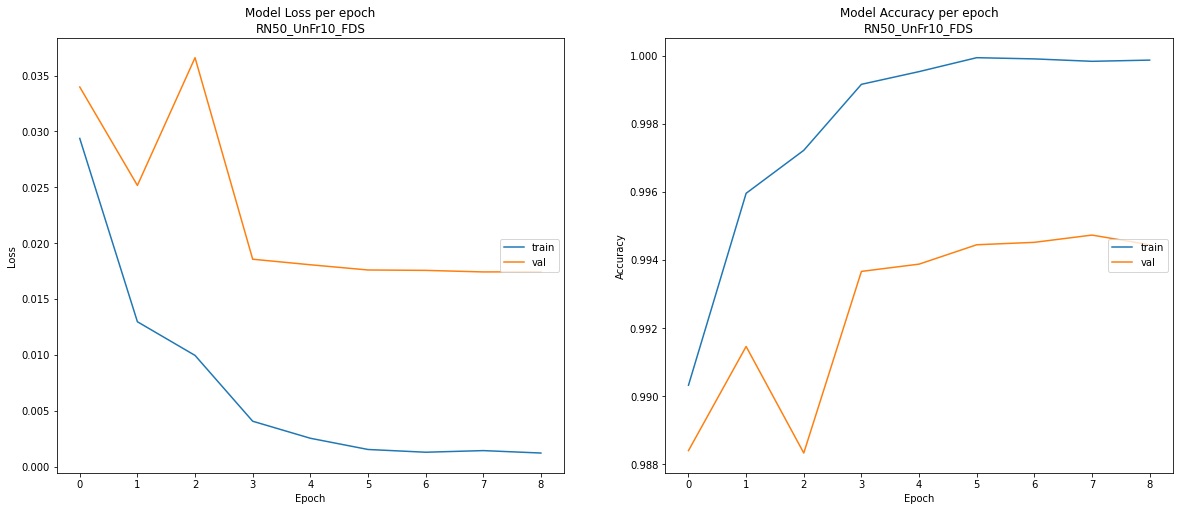 Model Loss per epoch
RN50_UnFr10_FDS
0.035
0.030
0.025
0.020
0.015
0.010
0.005
0.000
Loss
train
val
0 1 2 3 4 5 6 7 8
Epoch
Model Accuracy per epoch
RN50_UnFr10_FDS
1.000
0.998
0.996
0.994
0.992
0.990
0.988
Accuracy
train
val
0 1 2 3 4 5 6 7 8
Epoch